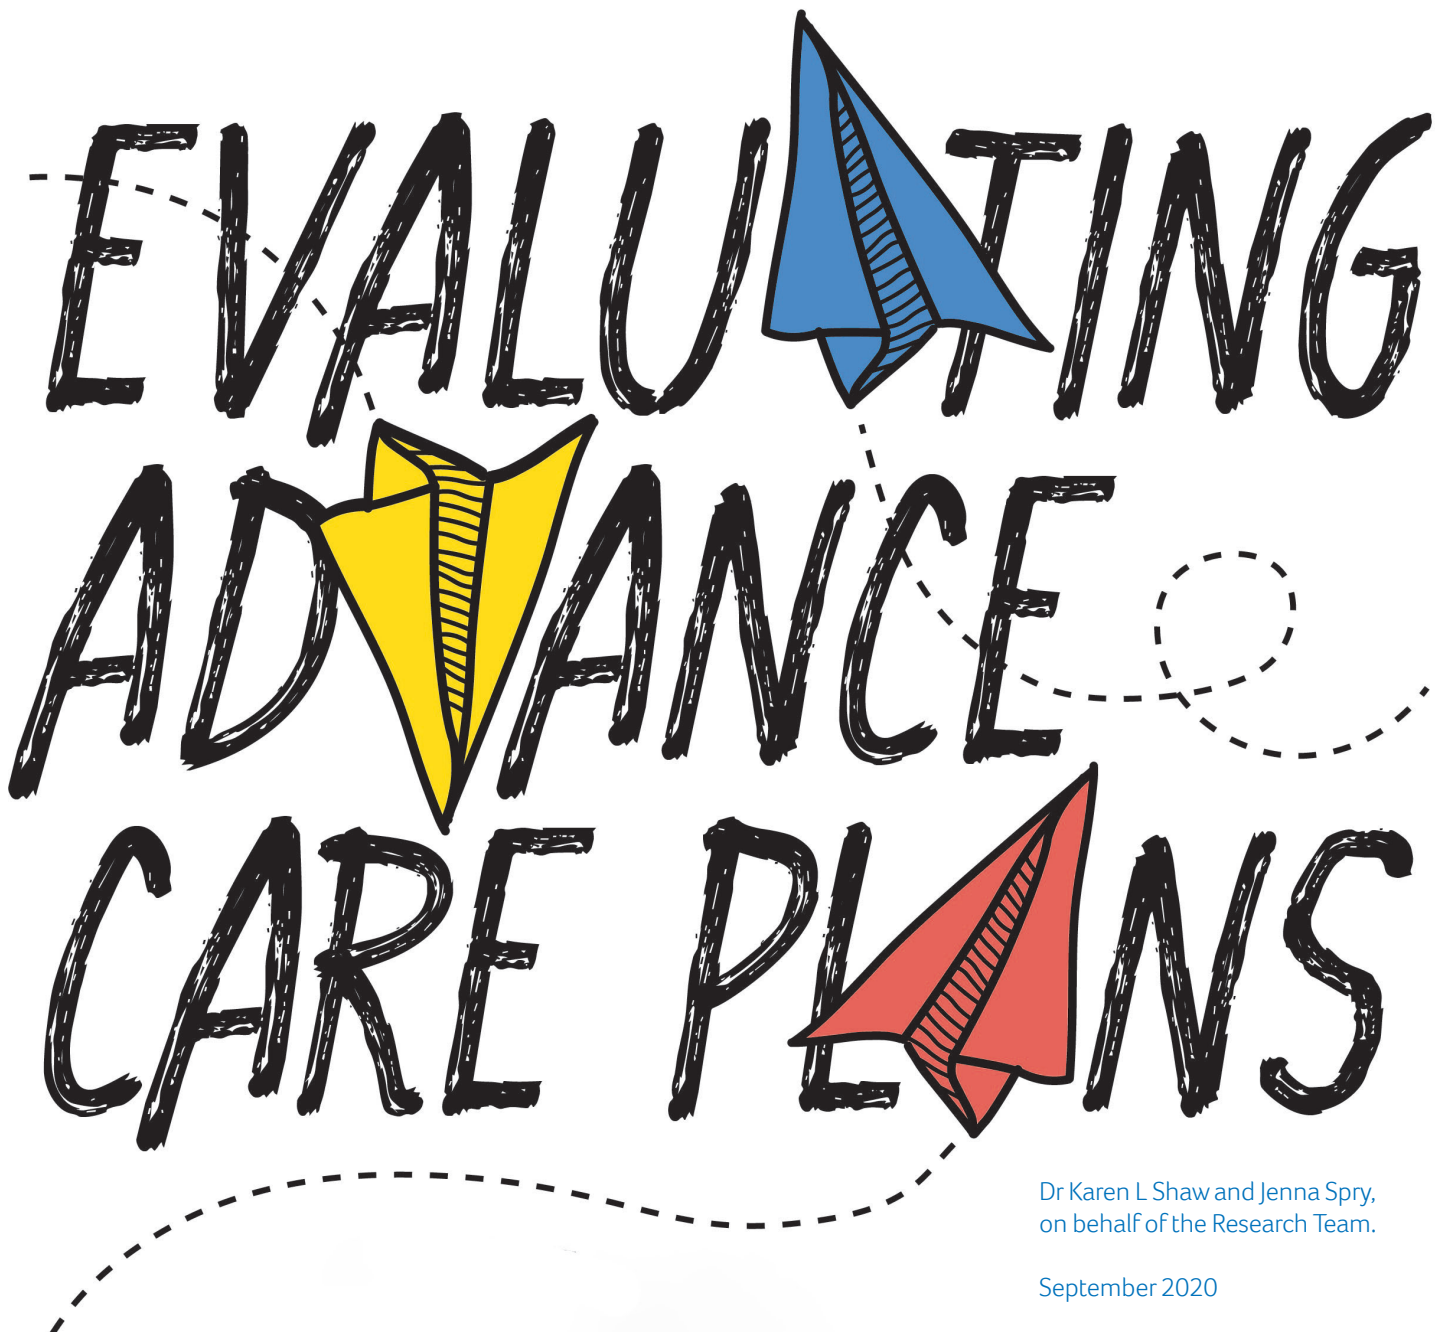 EVALUATING
ADVANCE
CARE PLANS
Dr Karen L Shaw and Jenna Spry,
on behalf of the Research Team.
September 2020